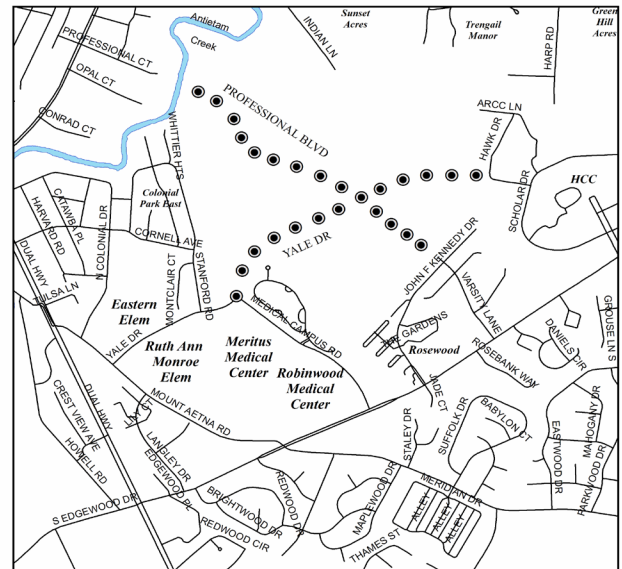 Antietam
Creek
INDIAN LN
Sunset
Acres
Trengail
Manor
HARP RD
Green
Hill
Acres
PROFESSIONAL CT
OPAL CT
CONRAD CT
WHITTIER HTS
PROFESSIONAL BLVD
ARCC LN
HAWK DR
SCHOLAR DR
HCC
Colonial
Park East
CATAWBA PL
HARVARD RD
N COLONIAL DR
CORNELL AVE
YALE DR
DUAL HWY
TULSA LN
MONTCLAIR CT
STANFORD RD
JOHN F KENNEDY DR
VARSITY LANE
MEDICAL CAMPUS RD
Eastern
Elem
YALE DR
Ruth Ann
Monroe
Elem
Meritus
Medical
Center
Robinwood
Medical
Center
THE GARDENS
Rosewood
ROSEBANK WAY
DANIELS CIR
GROUSE LN S
CREST VIEW AVE
DUAL HWY
LILY CT
MOUNT AETNA RD
JADE CT
HOWELL RD
LANGLEY DR
EDGEWOOD PL
STALEY DR
SUFFOLK DR
BABYLON CT
EASTWOOD DR
MAHOGANY DR
PARKWOOD DR
S EDGEWOOD DR
BRIGHTWOOD DR
REDWOOD DR
REDWOOD CIR
MAPLEWOOD DR
MERIDIAN DR
ALLEY
ALLEY
ALLEY
THAMES ST